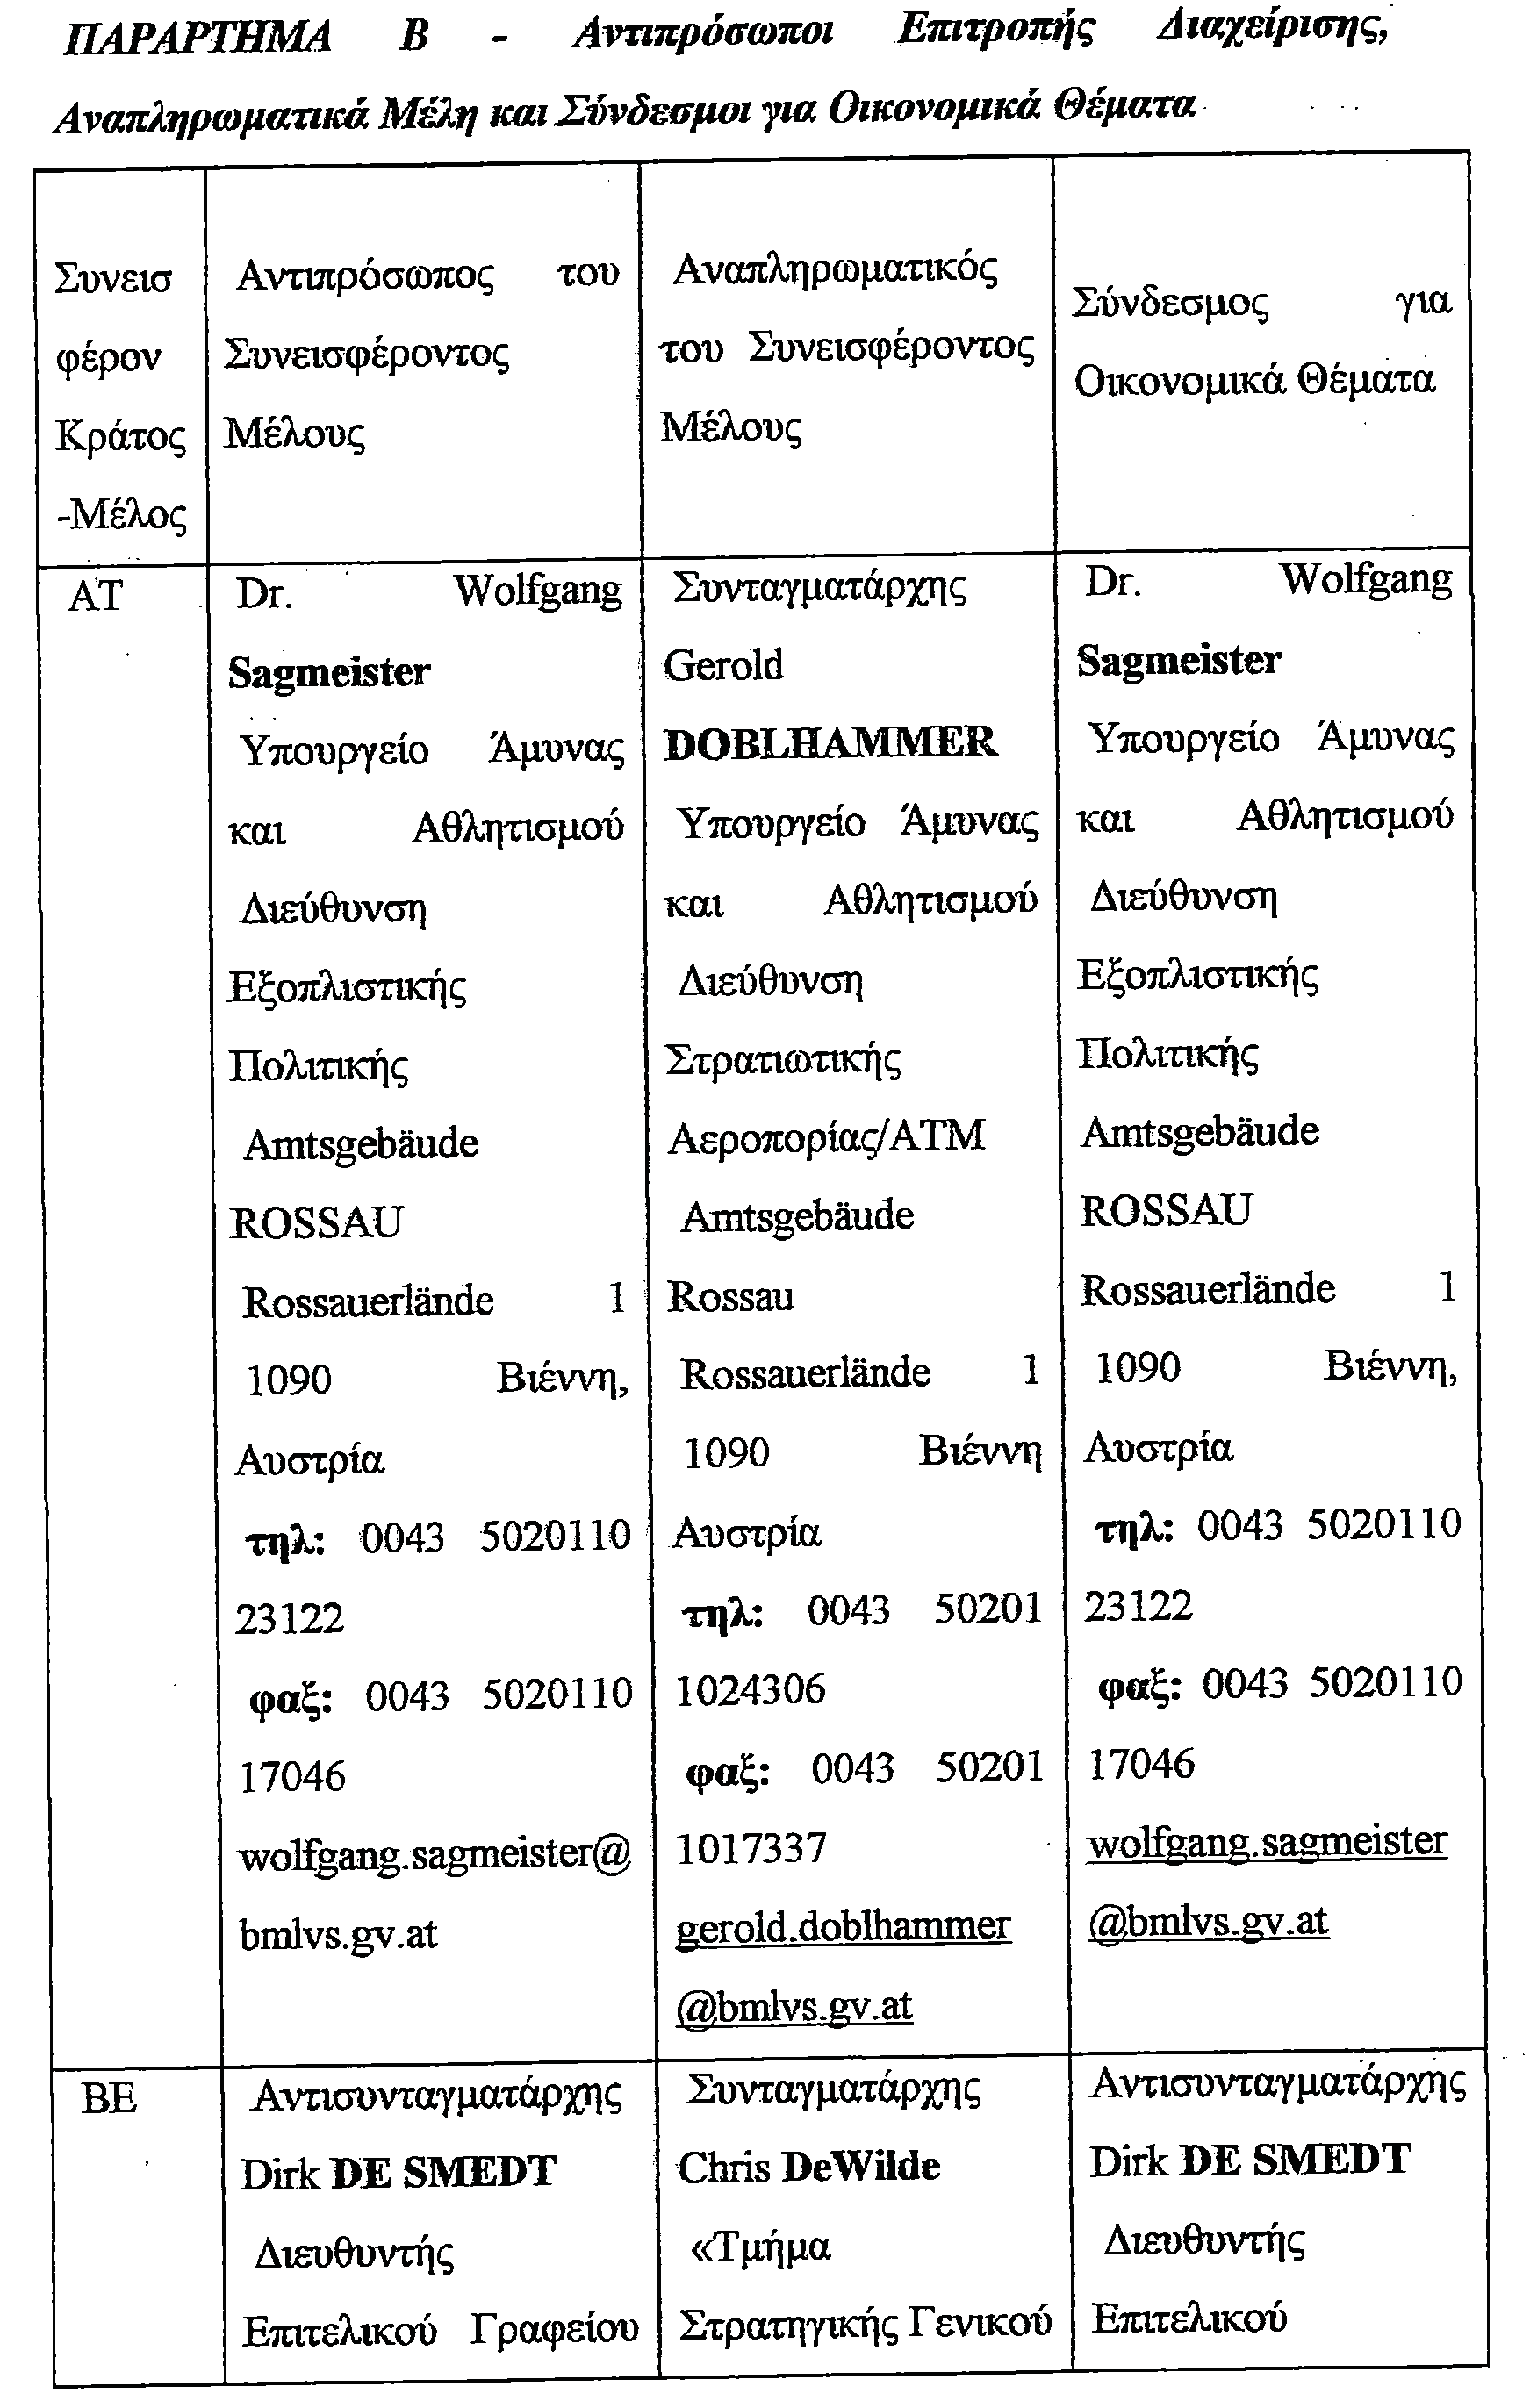 ΠΑΡΑΡΤΗΜΑ Β - Αντιπρόσωποι Επιτροπής Διαχείρισης,
Αναπληρωματικά Μέλη και Σύνδεσμοι για Οικονομικά Θέματα
Συνεισ
φέρον
Κράτος
-Μέλος
Αντιπρόσωπος του
Συνεισφέροντος
Μέλους
Αναπληρωματικός
του Συνεισφέροντος
Μέλους
Σύνδεσμος για
Οικονομικά Θέματα
ΑΤ
Dr. Wolfgang
Sagmeister
Υπουργείο Άμυνας
και Αθλητισμού
Διεύθυνση
Εξοπλιστικής
Πολιτικής
Amtsgebäude
ROSSAU
Rossauerlände 1
1090 Βιέννη,
Αυστρία
τηλ: 0043 5020110
23122
φαξ: 0043 5020110
17046
wolfgang.sagmeister@
bmlvs.gv.at
Συνταγματάρχης
Gerold
DOBLHAMMER
Υπουργείο Άμυνας
και Αθλητισμού
Διεύθυνση
Στρατιωτικής
Αεροπορίας/ΑΤΜ
Amtsgebäude
Rossau
Rossauerlände 1
1090 Βιέννη
Αυστρία
τηλ: 0043 50201
1024306
φαξ: 0043 50201
1017337
gerold.doblhammer
@bmlvs.gv.at
Dr. Wolfgang
Sagmeister
Υπουργείο Άμυνας
και Αθλητισμού
Διεύθυνση
Εξοπλιστικής
Πολιτικής
Amtsgebäude
ROSSAU
Rossauerlände 1
1090 Βιέννη,
Αυστρία
τηλ: 0043 5020110
23122
φαξ: 0043 5020110
17046
wolfgang.sagmeister
@bmlvs.gv.at
ΒΕ
Αντισυνταγματάρχης
Dirk DE SMEDT
Διευθυντής
Επιτελικού Γραφείου
Συνταγματάρχης
Chris DeWilde
«Τμήμα
Στρατηγικής Γενικού
Αντισυνταγματάρχης
Dirk DE SMEDT
Διευθυντής
Επιτελικού